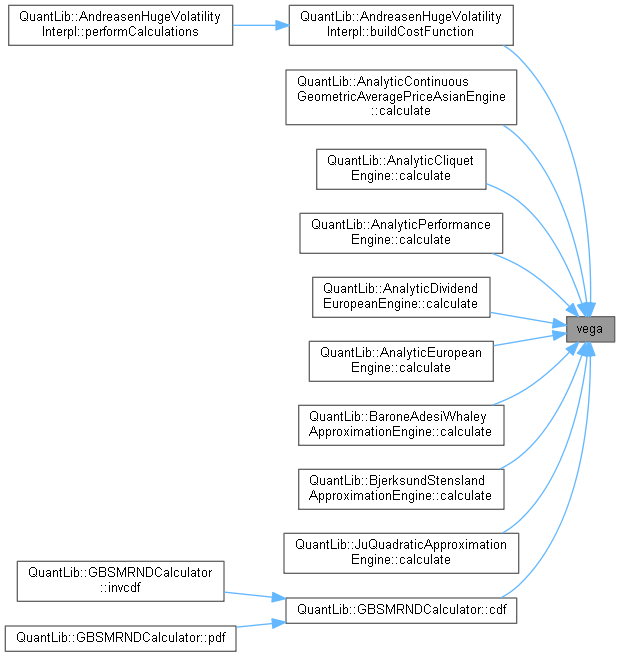 QuantLib::AndreasenHugeVolatility
Interpl::performCalculations
QuantLib::AndreasenHugeVolatility
Interpl::buildCostFunction
QuantLib::AnalyticContinuous
GeometricAveragePriceAsianEngine
::calculate
QuantLib::AnalyticCliquet
Engine::calculate
QuantLib::AnalyticPerformance
Engine::calculate
QuantLib::AnalyticDividend
EuropeanEngine::calculate
vega
QuantLib::AnalyticEuropean
Engine::calculate
QuantLib::BaroneAdesiWhaley
ApproximationEngine::calculate
QuantLib::BjerksundStensland
ApproximationEngine::calculate
QuantLib::JuQuadraticApproximation
Engine::calculate
QuantLib::GBSMRNDCalculator
::invcdf
QuantLib::GBSMRNDCalculator::cdf
QuantLib::GBSMRNDCalculator::pdf